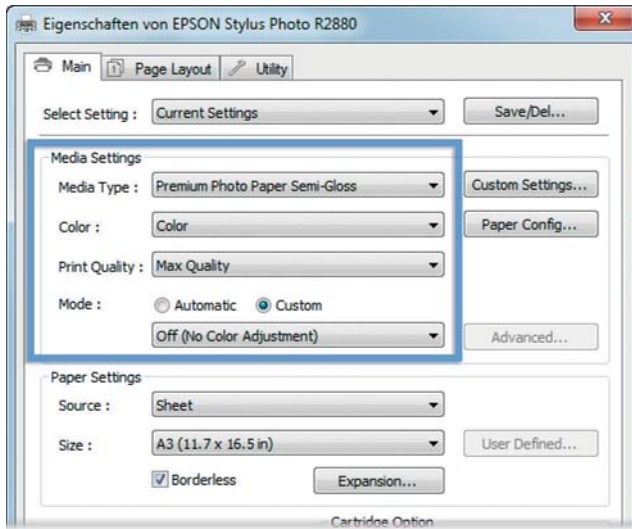 Eigenschaften von EPSON Stylus Photo R2880
Main Page Layout Utility
Select Setting : Current Settings Save/Del...
Media Settings
Media Type : Premium Photo Paper Semi-Gloss Custom Settings...
Color : Color Paper Config...
Print Quality : Max Quality
Mode : Automatic Custom
Off (No Color Adjustment) Advanced...
Paper Settings
Source : Sheet
Size : A3 (11.7 x 16.5 in) User Defined...
Borderless Expansion...
Cartridge Option